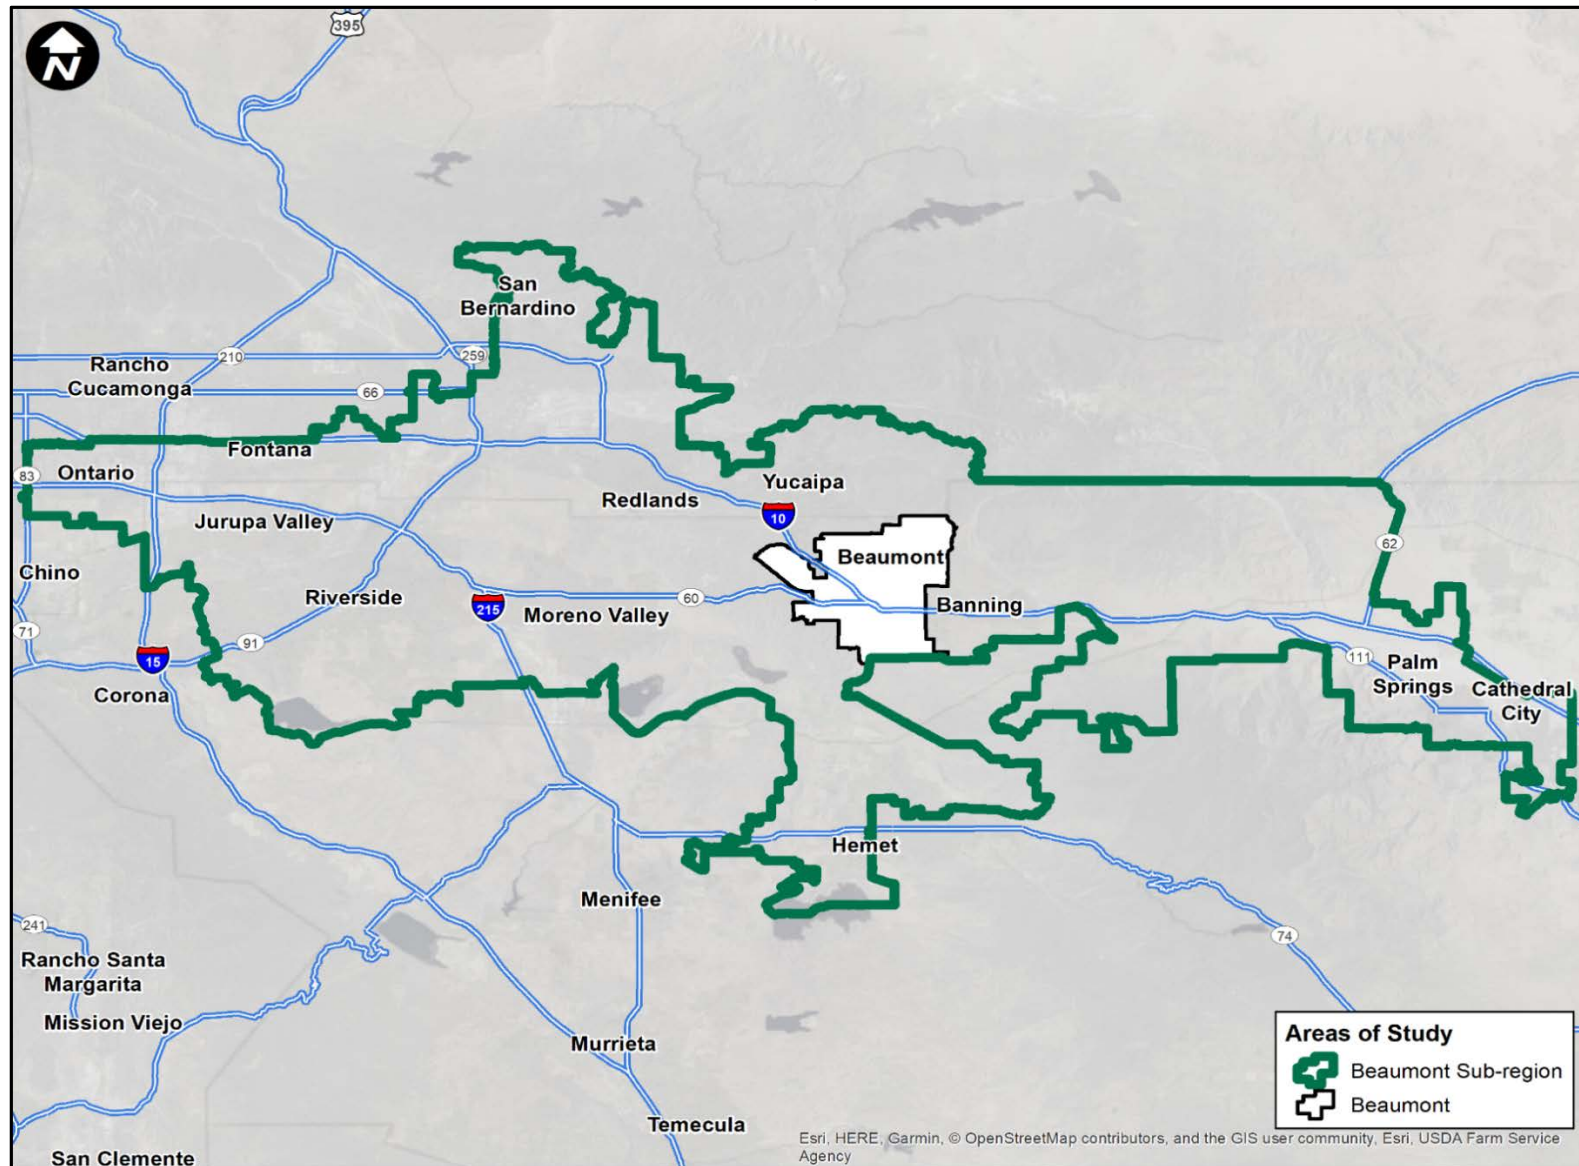 395
N
San
Bernardino
Rancho
Cucamonga
210
259
66
Fontana
83
Ontario
Yucaipa
Redlands
10
Jurupa Valley
62
Beaumont
Chino
Riverside
215
60
Moreno Valley
Banning
71
91
15
111
Corona
Palm
Springs
Cathedral
City
Hemet
Menifee
241
74
Rancho Santa
Margarita
Mission Viejo
Murrieta
Temecula
San Clemente
Areas of Study
Beaumont Sub-region
Beaumont
Esri, HERE, Garmin, © OpenStreetMap contributors, and the GIS user community, Esri, USDA Farm Service
Agency